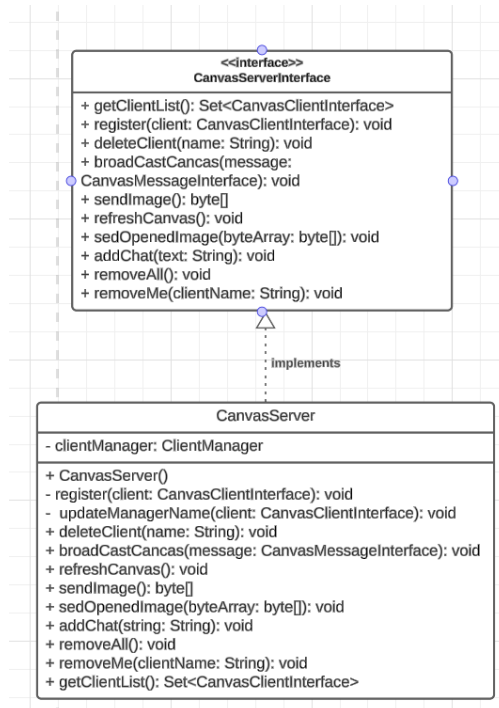 <<interface>>
CanvasServerInterface
+ getClientList(): Set<CanvasClientInterface>
+ register(client: CanvasClientInterface): void
+ deleteClient(name: String): void
+ broadCastCancas(message:
CanvasMessageInterface): void
+ sendImage(): byte[]
+ refreshCanvas(): void
+ sedOpenedImage(byteArray: byte[]): void
+ addChat(text: String): void
+ removeAll(): void
+ removeMe(clientName: String): void
implements
CanvasServer
- clientManager: ClientManager
+ CanvasServer()
- register(client: CanvasClientInterface): void
- updateManagerName(client: CanvasClientInterface): void
+ deleteClient(name: String): void
+ broadCastCancas(message: CanvasMessageInterface): void
+ refreshCanvas(): void
+ sendImage(): byte[]
+ sedOpenedImage(byteArray: byte[]): void
+ addChat(string: String): void
+ removeAll(): void
+ removeMe(clientName: String): void
+ getClientList(): Set<CanvasClientInterface>